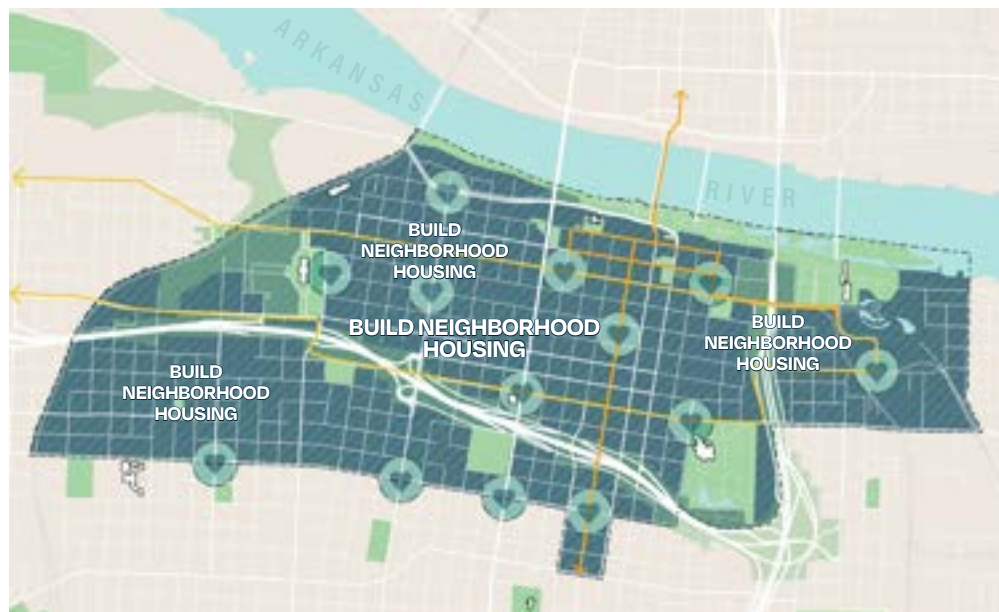 ARKANSAS
RIVER
BUILD
NEIGHBORHOOD
HOUSING
BUILD NEIGHBORHOOD
HOUSING
BUILD
NEIGHBORHOOD
HOUSING
BUILD
NEIGHBORHOOD
HOUSING